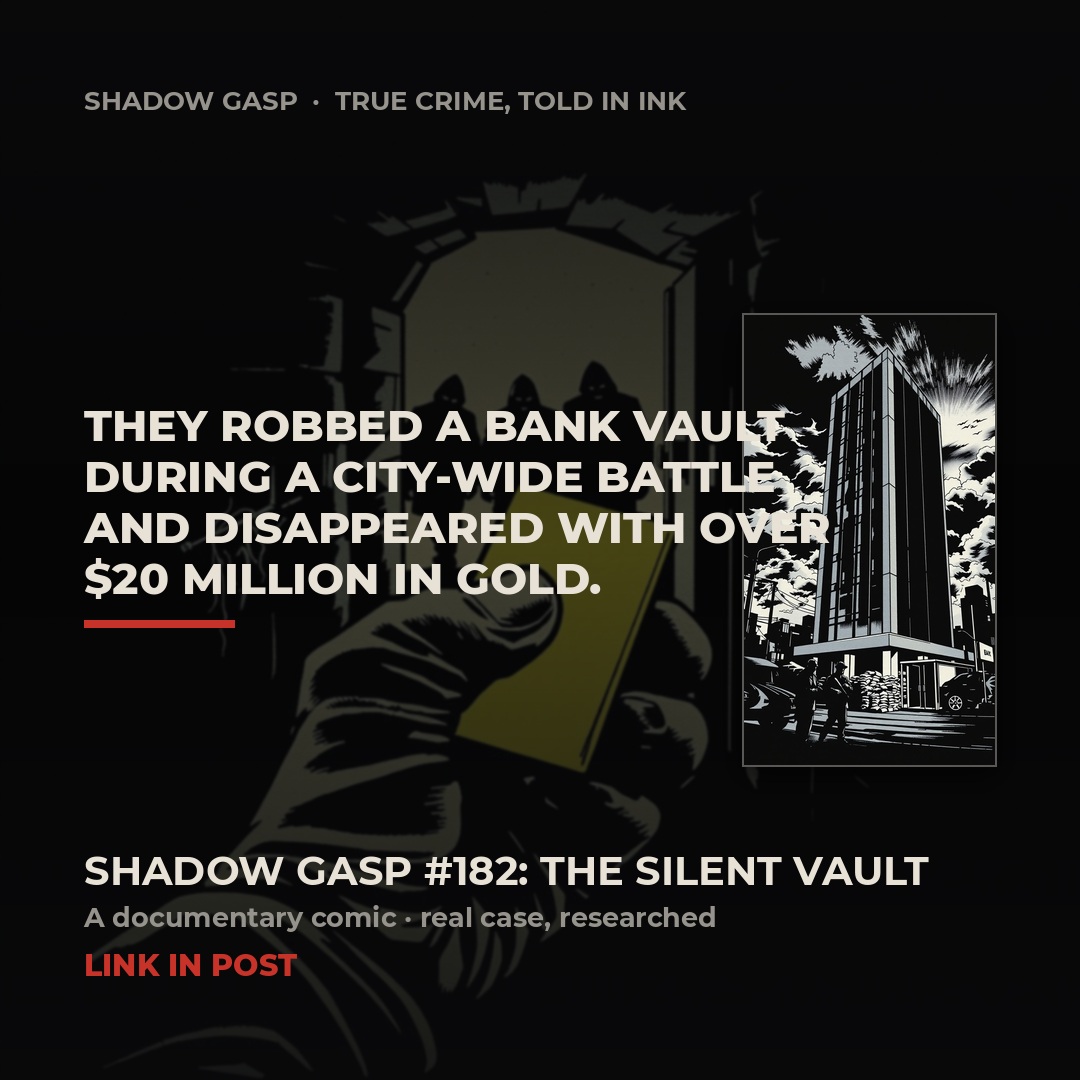 SHADOW GASP · TRUE CRIME, TOLD IN INK
THEY ROBBED A BANK VAULT
DURING A CITY-WIDE BATTLE
AND DISAPPEARED WITH OVER
$20 MILLION IN GOLD.
BANK
SHADOW GASP #182: THE SILENT VAULT
A documentary comic · real case, researched
LINK IN POST